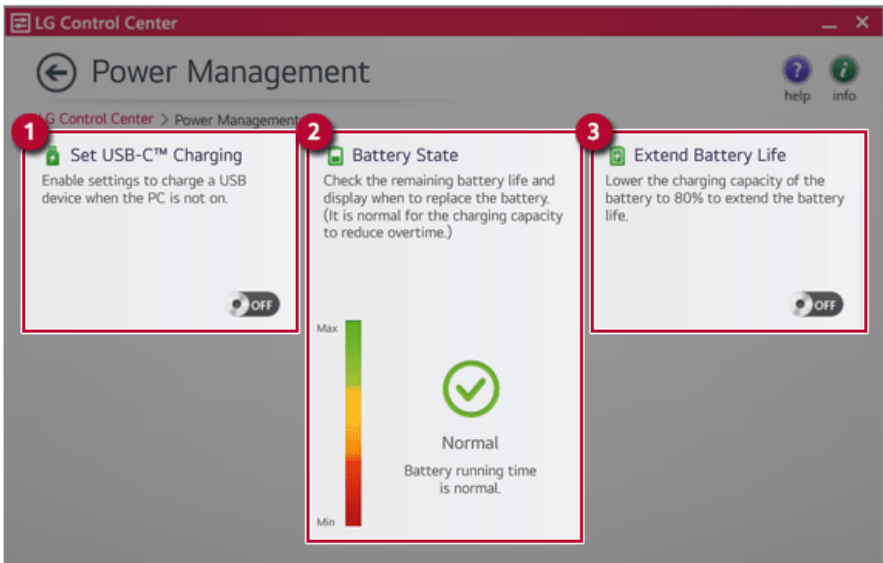 LG Control Center
Power Management
help
info
LG Control Center > Power Management
1
Set USB-C™ Charging
Enable settings to charge a USB
device when the PC is not on.
OFF
2
Battery State
Check the remaining battery life and
display when to replace the battery.
(It is normal for the charging capacity
to reduce overtime.)
Max
Normal
Battery running time
is normal.
Min
3
Extend Battery Life
Lower the charging capacity of the
battery to 80% to extend the battery
life.
OFF